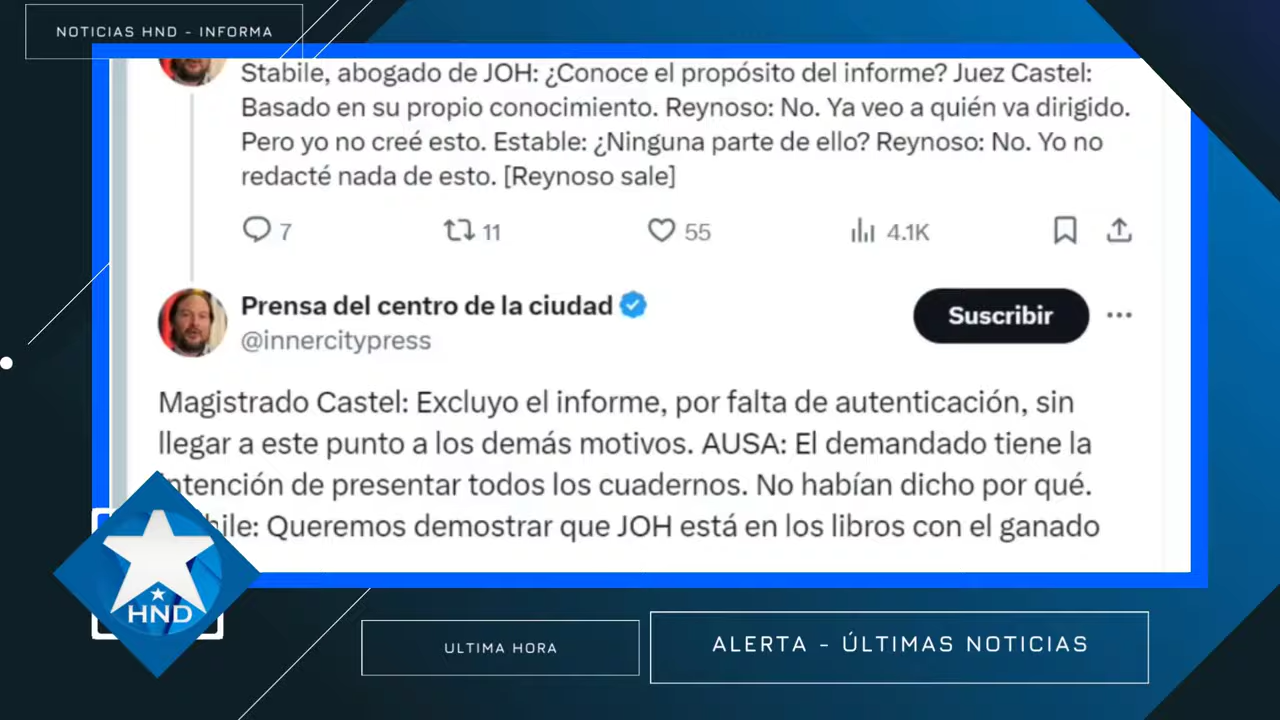 NOTICIAS HND - INFORMA
Stabile, abogado de JOH: ¿Conoce el propósito del informe? Juez Castel:
Basado en su propio conocimiento. Reynoso: No. Ya veo a quién va dirigido.
Pero yo no creé esto. Estable: ¿Ninguna parte de ello? Reynoso: No. Yo no
redacté nada de esto. [Reynoso sale]
7 11 55 4.1K
Prensa del centro de la ciudad
@innercitypress
Suscribir
Magistrado Castel: Excluyo el informe, por falta de autenticación, sin
llegar a este punto a los demás motivos. AUSA: El demandado tiene la
intención de presentar todos los cuadernos. No habían dicho por qué.
Queremos demostrar que JOH está en los libros con el ganado
HND
ULTIMA HORA
ALERTA - ÚLTIMAS NOTICIAS